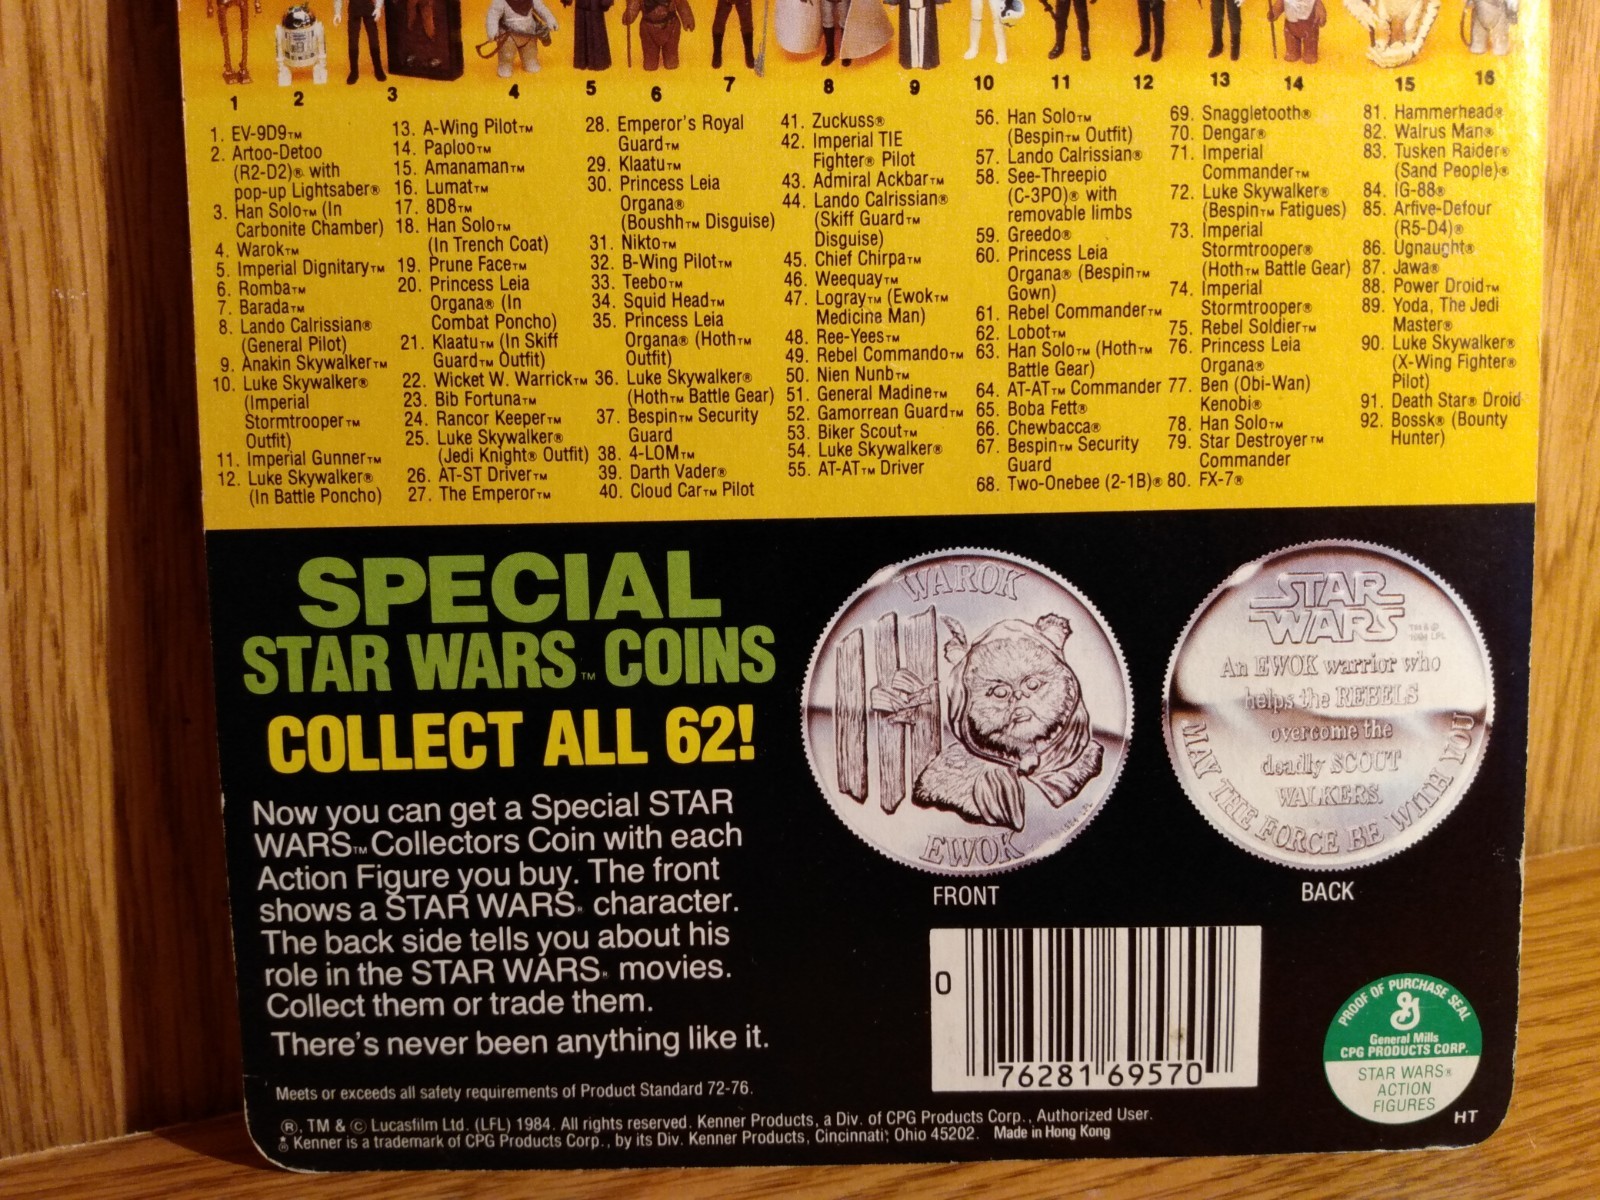 1 2 3 4 5 6 7 8 9 10 11 12 13 14 15 16
1. EV-9D9™
2. Artoo-Detoo
(R2-D2)® with
pop-up Lightsaber®
3. Han Solo™ (In
Carbonite Chamber)
4. Warok™
5. Imperial Dignitary™
6. Romba™
7. Barada™
8. Lando Calrissian®
(General Pilot)
9. Anakin Skywalker™
10. Luke Skywalker®
(Imperial
Stormtrooper™
Outfit)
11. Imperial Gunner™
12. Luke Skywalker®
(In Battle Poncho)
13. A-Wing Pilot™
14. Paploo™
15. Amanaman™
16. Lumat™
17. 8D8™
18. Han Solo™
(In Trench Coat)
19. Prune Face™
20. Princess Leia
Organa® (In
Combat Poncho)
21. Klaatu™ (In Skiff
Guard™ Outfit)
22. Wicket W. Warrick™
23. Bib Fortuna™
24. Rancor Keeper™
25. Luke Skywalker®
(Jedi Knight® Outfit)
26. AT-ST Driver™
27. The Emperor™
28. Emperor's Royal
Guard™
29. Klaatu™
30. Princess Leia
Organa®
(Boushh™ Disguise)
31. Nikto™
32. B-Wing Pilot™
33. Teebo™
34. Squid Head™
35. Princess Leia
Organa® (Hoth™
Outfit)
36. Luke Skywalker®
(Hoth™ Battle Gear)
37. Bespin™ Security
Guard
38. 4-LOM™
39. Darth Vader®
40. Cloud Car™ Pilot
41. Zuckuss®
42. Imperial TIE
Fighter® Pilot
43. Admiral Ackbar™
44. Lando Calrissian®
(Skiff Guard™
Disguise)
45. Chief Chirpa™
46. Weequay™
47. Logray™ (Ewok™
Medicine Man)
48. Ree-Yees™
49. Rebel Commando™
50. Nien Nunb™
51. General Madine™
52. Gamorrean Guard™
53. Biker Scout™
54. Luke Skywalker®
55. AT-AT™ Driver
56. Han Solo™
(Bespin™ Outfit)
57. Lando Calrissian®
58. See-Threepio
(C-3PO)® with
removable limbs
59. Greedo®
60. Princess Leia
Organa® (Bespin™
Gown)
61. Rebel Commander™
62. Lobot™
63. Han Solo™ (Hoth™
Battle Gear)
64. AT-AT™ Commander
65. Boba Fett®
66. Chewbacca®
67. Bespin™ Security
Guard
68. Two-Onebee (2-1B)®
69. Snaggletooth®
70. Dengar®
71. Imperial
Commander™
72. Luke Skywalker®
(Bespin™ Fatigues)
73. Imperial
Stormtrooper®
(Hoth™ Battle Gear)
74. Imperial
Stormtrooper®
75. Rebel Soldier™
76. Princess Leia
Organa®
77. Ben (Obi-Wan)
Kenobi®
78. Han Solo™
79. Star Destroyer™
Commander
80. FX-7®
81. Hammerhead®
82. Walrus Man®
83. Tusken Raider®
(Sand People)®
84. IG-88®
85. Arfive-Defour
(R5-D4)®
86. Ugnaught®
87. Jawa®
88. Power Droid™
89. Yoda, The Jedi
Master®
90. Luke Skywalker®
(X-Wing Fighter®
Pilot)
91. Death Star® Droid
92. Bossk® (Bounty
Hunter)
SPECIAL
STAR WARS™ COINS
COLLECT ALL 62!
Now you can get a Special STAR
WARS™ Collectors Coin with each
Action Figure you buy. The front
shows a STAR WARS character.
The back side tells you about his
role in the STAR WARS movies.
Collect them or trade them.
There's never been anything like it.
WAROK
EWOK
FRONT
STAR
WARS
TM & ©
LFL
An EWOK warrior who
helps the REBELS
overcome the
deadly SCOUT
WALKERS.
MAY THE FORCE BE WITH YOU
BACK
0
76281 69570
PROOF OF PURCHASE SEAL
G
General Mills
CPG PRODUCTS CORP.
STAR WARS®
ACTION
FIGURES
HT
Meets or exceeds all safety requirements of Product Standard 72-76.
®, TM & © Lucasfilm Ltd. (LFL) 1984. All rights reserved. Kenner Products, a Div. of CPG Products Corp., Authorized User.
Kenner is a trademark of CPG Products Corp., by its Div. Kenner Products, Cincinnati, Ohio 45202. Made in Hong Kong